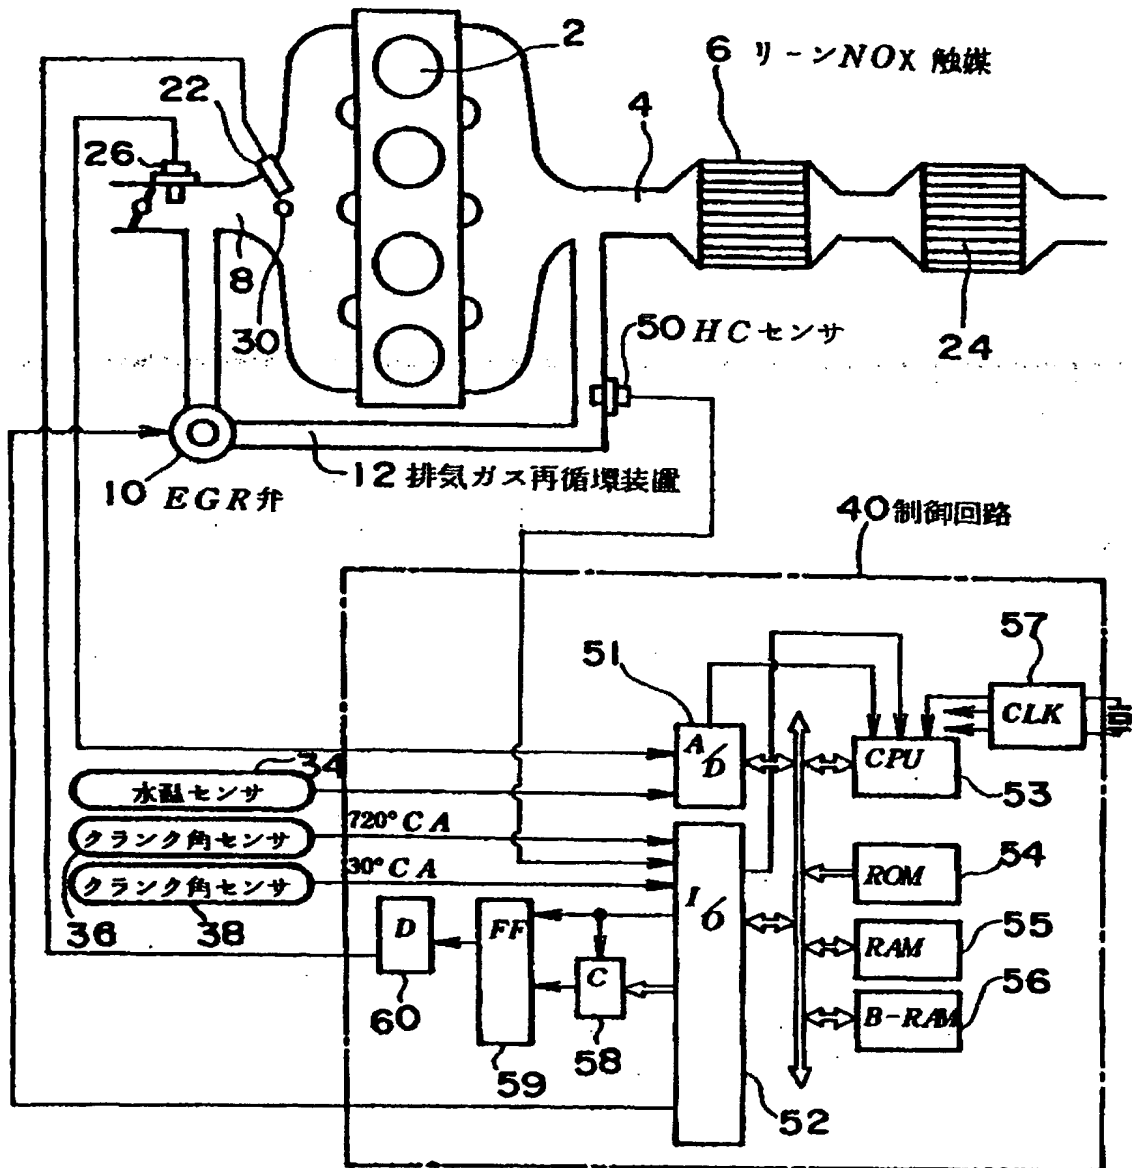 2
6 リーンNOx 触媒
22
4
26
8
30
50 HCセンサ
24
10 EGR弁
12 排気ガス再循環装置
40 制御回路
57
51
CLK
A/D
CPU
34
水温センサ
53
720°CA
クランク角センサ
54
30°CA
ROM
クランク角センサ
I/O
36
38
D
FF
55
RAM
C
56
B-RAM
60
58
59
52